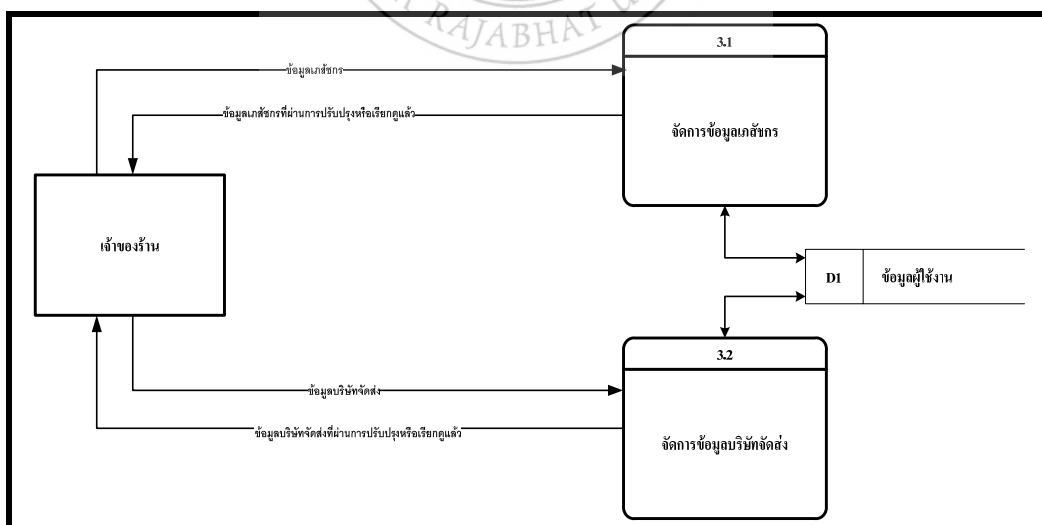 RAJABHAT
3.1
ข้อมูลเภสัชกร
ข้อมูลเภสัชกรที่ผ่านการปรับปรุงหรือเรียกดูแล้ว
จัดการข้อมูลเภสัชกร
เจ้าของร้าน
D1 ข้อมูลผู้ใช้งาน
3.2
ข้อมูลบริษัทจัดส่ง
ข้อมูลบริษัทจัดส่งที่ผ่านการปรับปรุงหรือเรียกดูแล้ว
จัดการข้อมูลบริษัทจัดส่ง